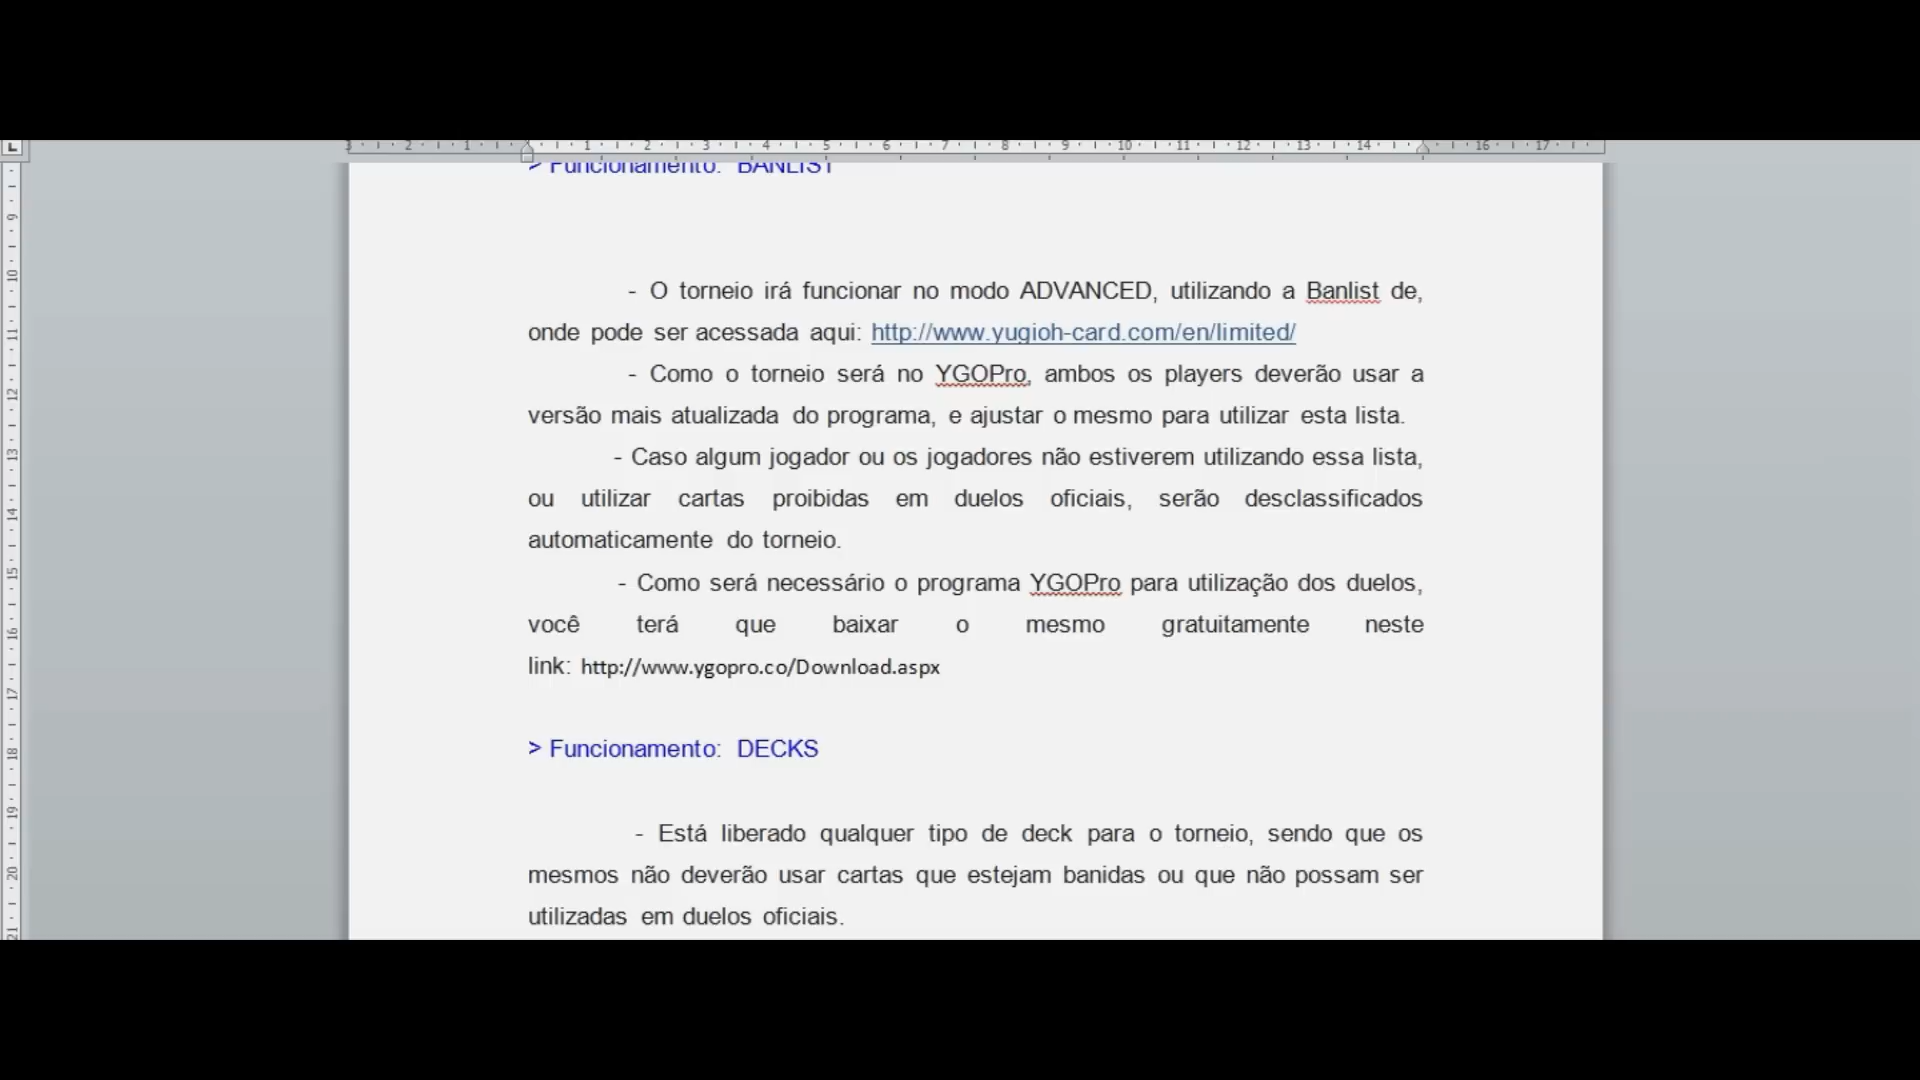 > Funcionamento: BANLIST
- O torneio irá funcionar no modo ADVANCED, utilizando a Banlist de,
onde pode ser acessada aqui: http://www.yugioh-card.com/en/limited/
- Como o torneio será no YGOPro, ambos os players deverão usar a
versão mais atualizada do programa, e ajustar o mesmo para utilizar esta lista.
- Caso algum jogador ou os jogadores não estiverem utilizando essa lista,
ou utilizar cartas proibidas em duelos oficiais, serão desclassificados
automaticamente do torneio.
- Como será necessário o programa YGOPro para utilização dos duelos,
você terá que baixar o mesmo gratuitamente neste
link: http://www.ygopro.co/Download.aspx
> Funcionamento: DECKS
- Está liberado qualquer tipo de deck para o torneio, sendo que os
mesmos não deverão usar cartas que estejam banidas ou que não possam ser
utilizadas em duelos oficiais.